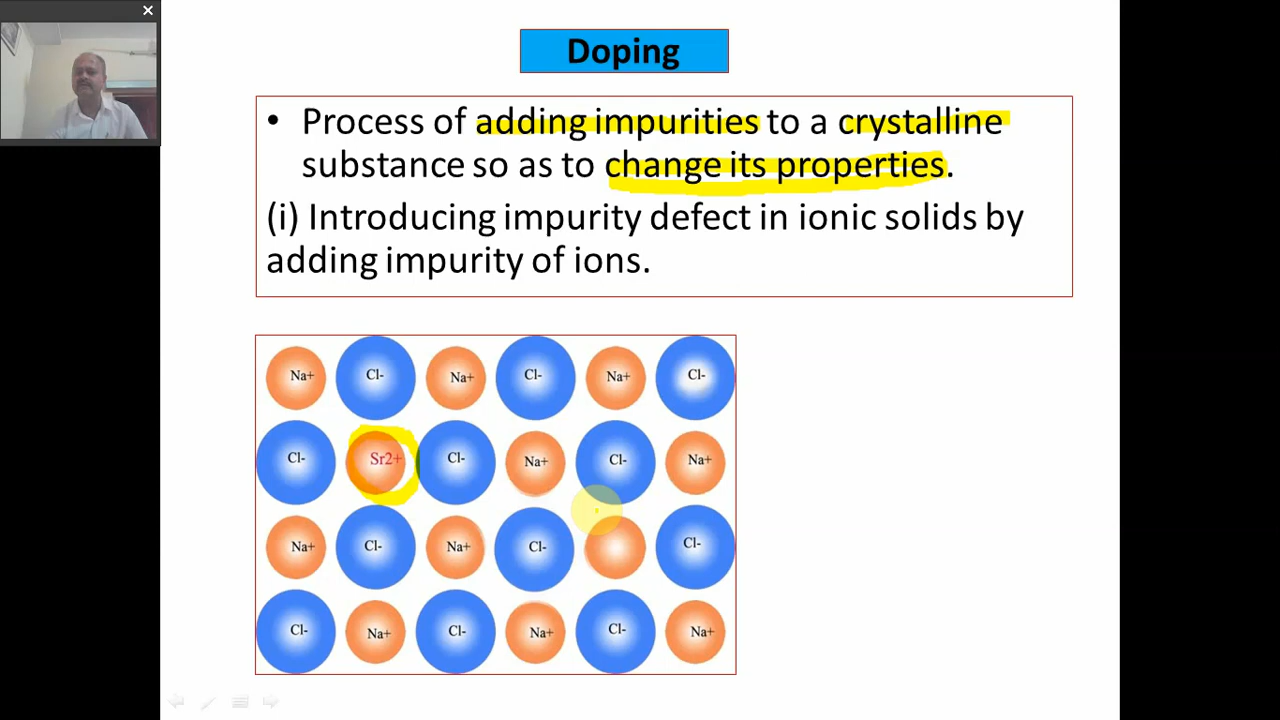 Doping
• Process of adding impurities to a crystalline
substance so as to change its properties.
(i) Introducing impurity defect in ionic solids by
adding impurity of ions.
Na+ Cl- Na+ Cl- Na+ Cl-
Cl- Sr2+ Cl- Na+ Cl- Na+
Na+ Cl- Na+ Cl- Cl-
Cl- Na+ Cl- Na+ Cl- Na+